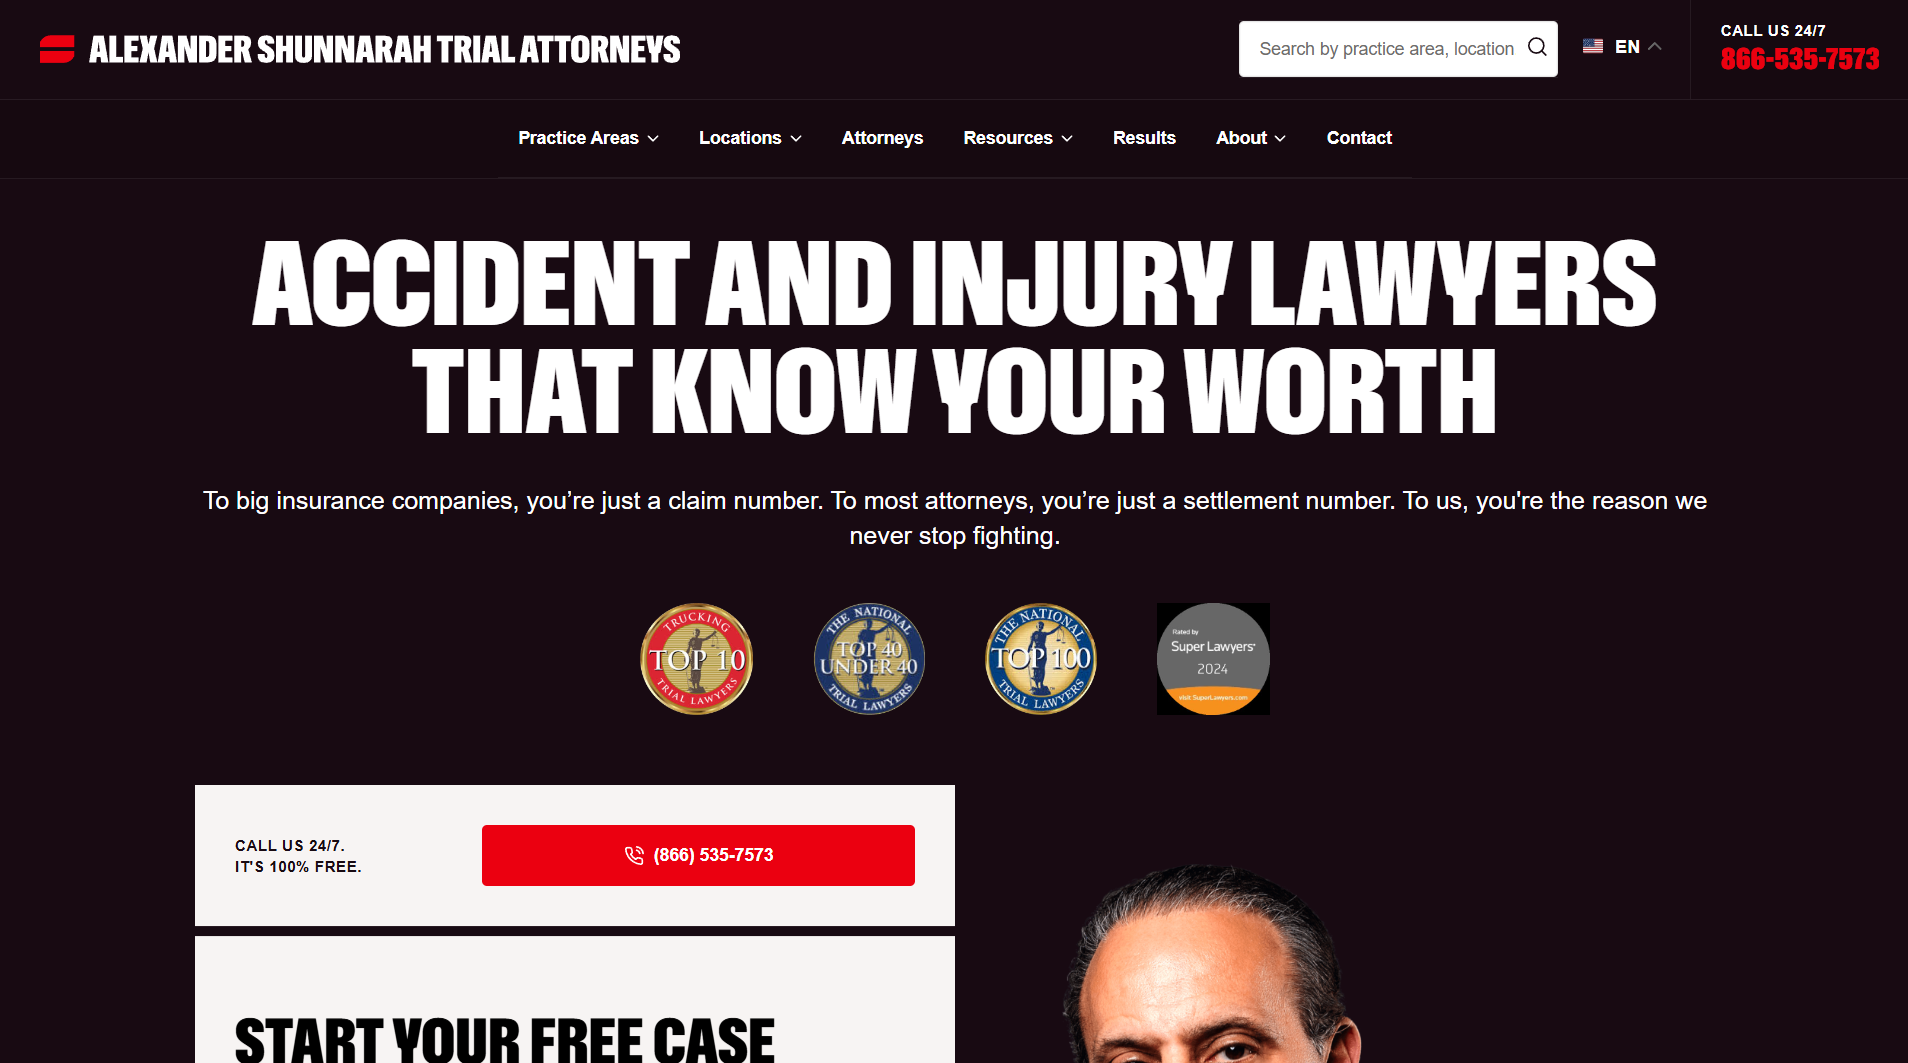 ALEXANDER SHUNNARAH TRIAL ATTORNEYS
Search by practice area, location
EN
CALL US 24/7
866-535-7573
Practice Areas
Locations
Attorneys
Resources
Results
About
Contact
ACCIDENT AND INJURY LAWYERS
THAT KNOW YOUR WORTH
To big insurance companies, you’re just a claim number. To most attorneys, you’re just a settlement number. To us, you're the reason we
never stop fighting.
TRUCKING
TOP 10
TRIAL LAWYERS
THE NATIONAL
TOP 40
UNDER 40
TRIAL LAWYERS
THE NATIONAL
TOP 100
TRIAL LAWYERS
Rated by
Super Lawyers
2024
visit SuperLawyers.com
CALL US 24/7.
IT'S 100% FREE.
(866) 535-7573
START YOUR FREE CASE